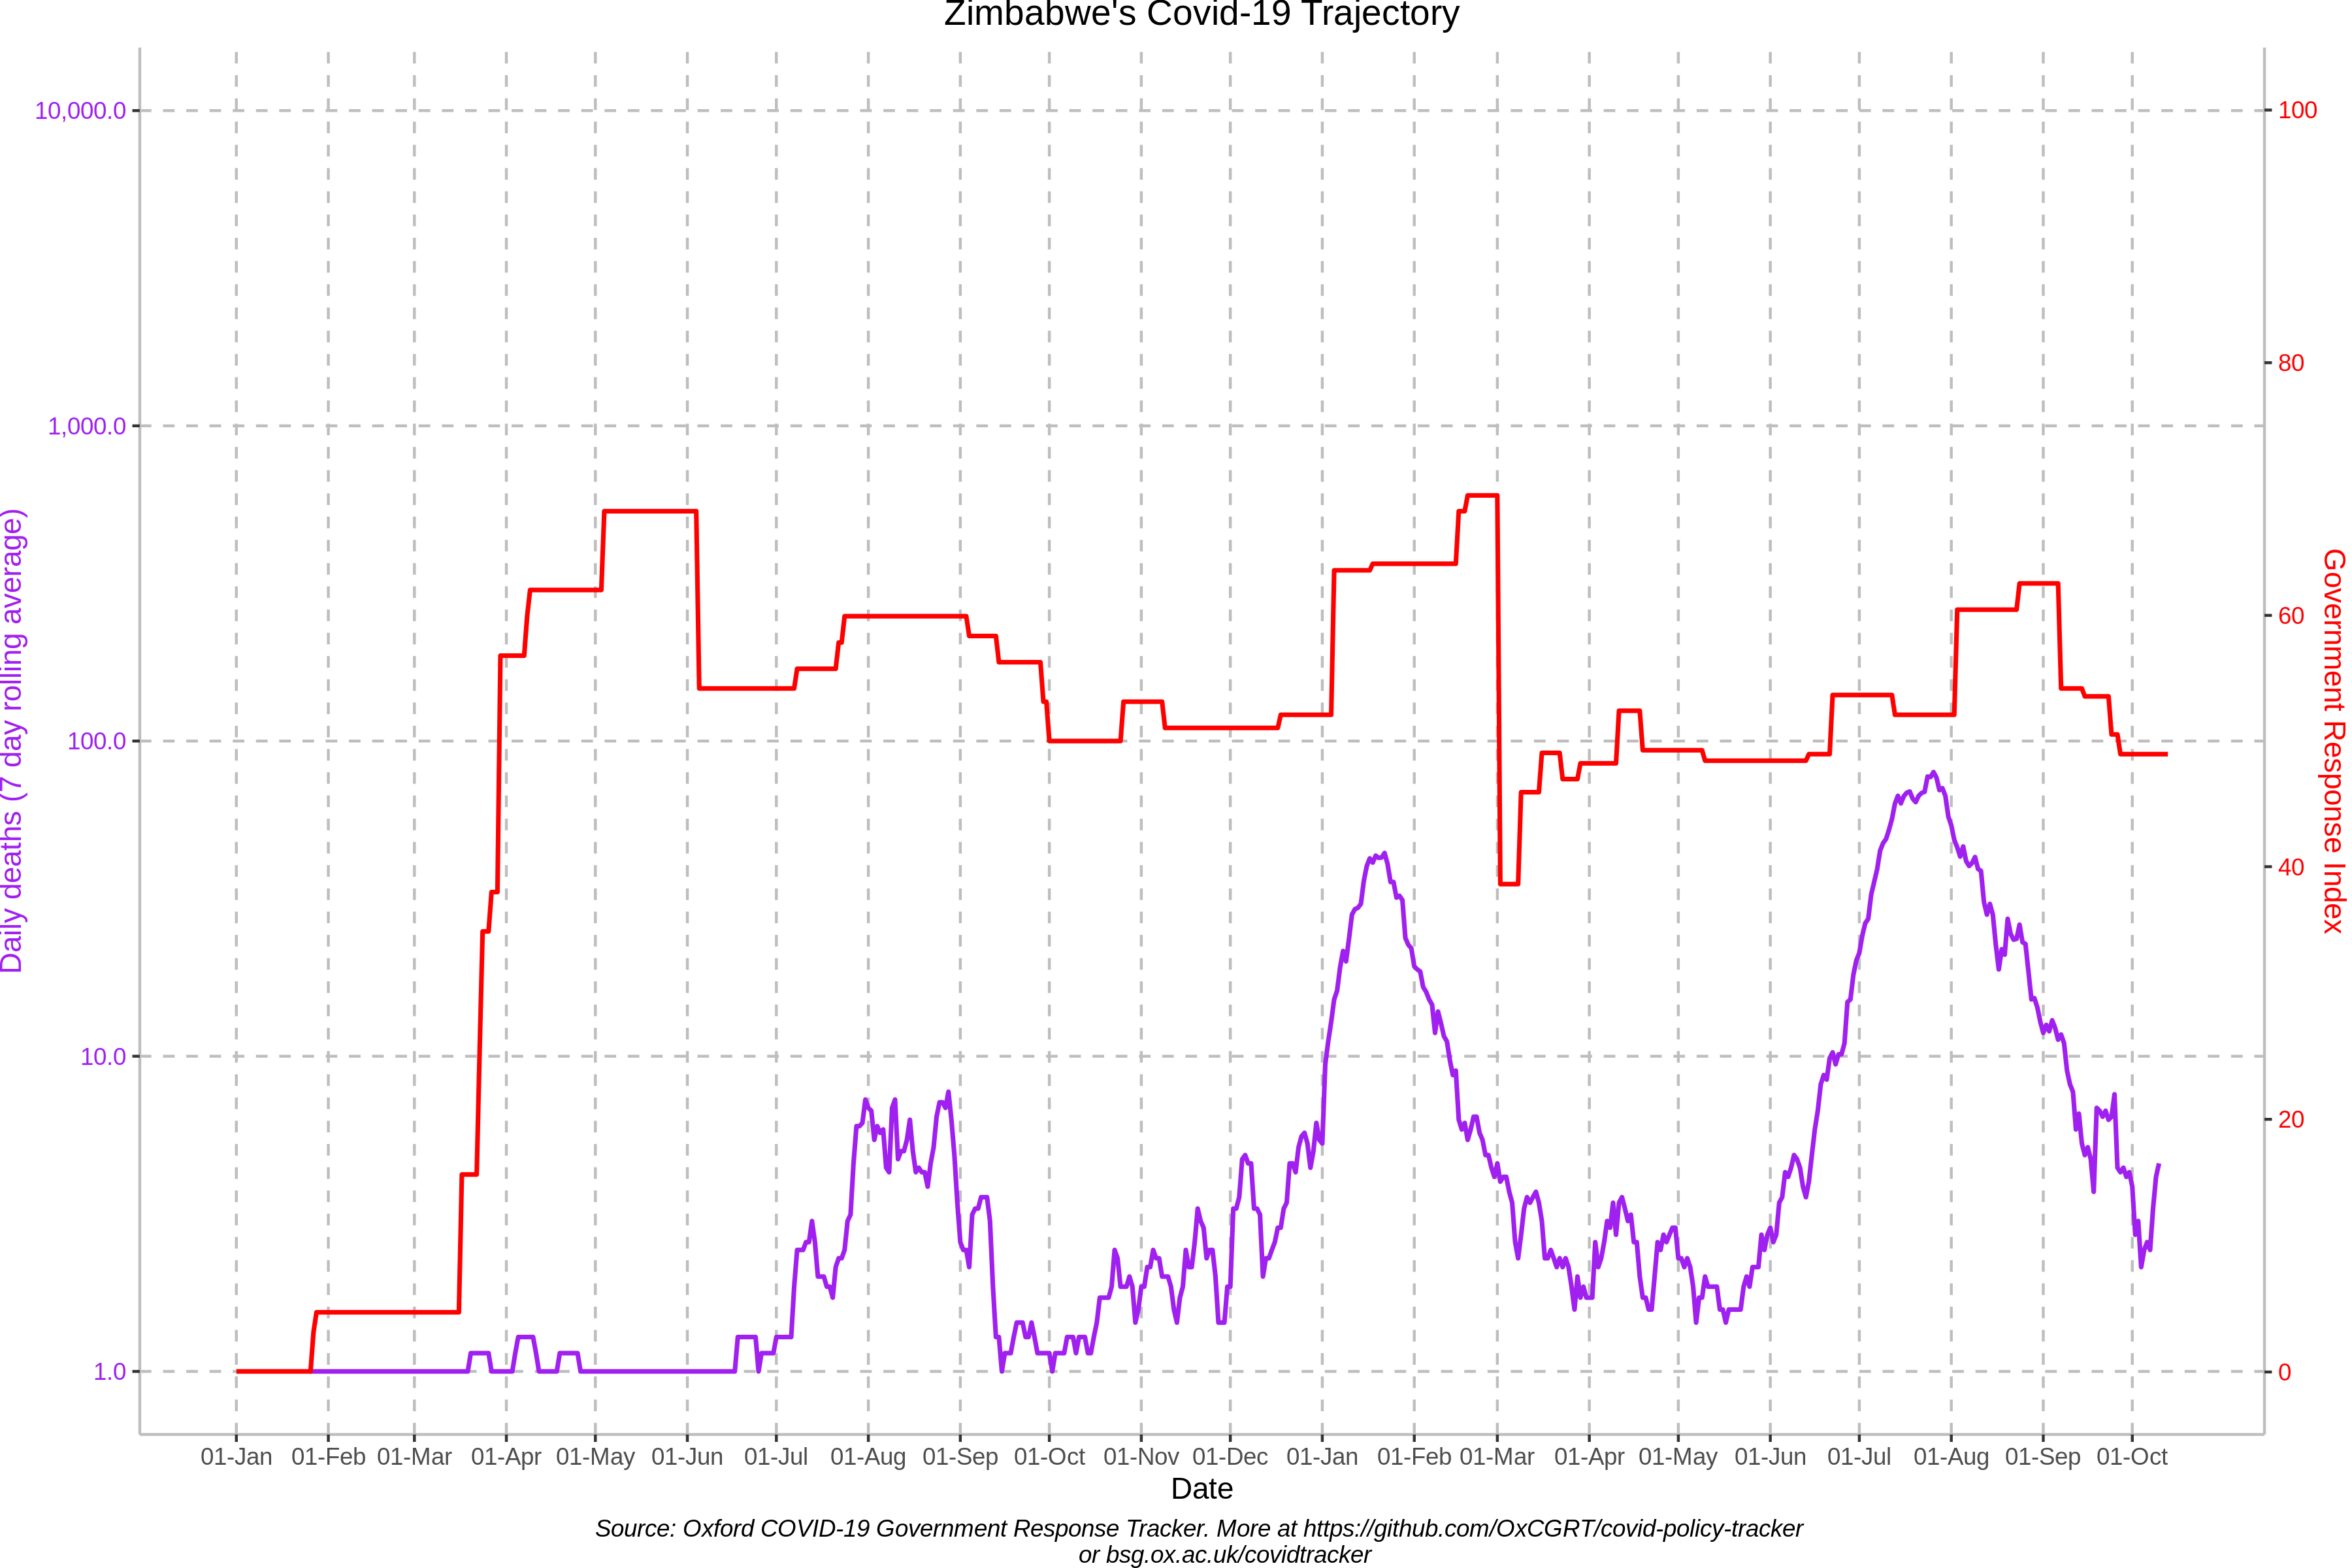 Zimbabwe's Covid-19 Trajectory
10,000.0
1,000.0
100.0
10.0
1.0
Daily deaths (7 day rolling average)
100
80
60
40
20
0
Government Response Index
01-Jan 01-Feb 01-Mar 01-Apr 01-May 01-Jun 01-Jul 01-Aug 01-Sep 01-Oct 01-Nov 01-Dec 01-Jan 01-Feb 01-Mar 01-Apr 01-May 01-Jun 01-Jul 01-Aug 01-Sep 01-Oct
Date
Source: Oxford COVID-19 Government Response Tracker. More at https://github.com/OxCGRT/covid-policy-tracker
or bsg.ox.ac.uk/covidtracker